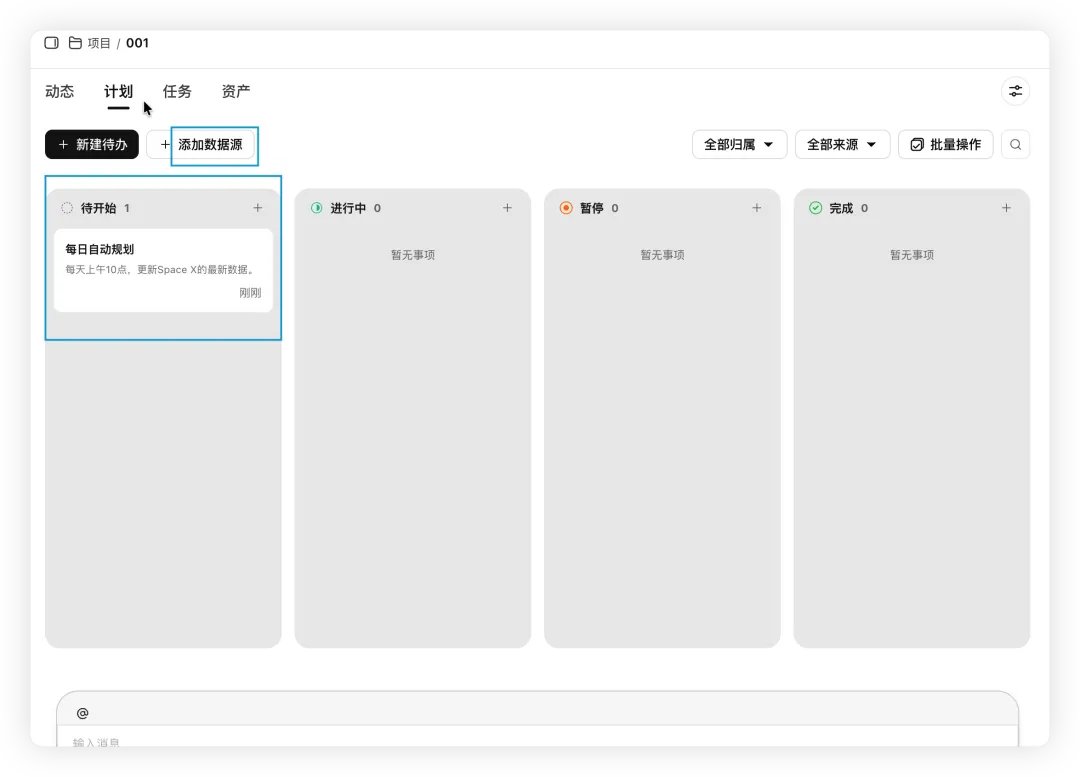 项目 / 001
动态 计划 任务 资产
+ 新建待办 + 添加数据源 全部归属 全部来源 批量操作
待开始 1 + 进行中 0 + 暂停 0 + 完成 0 +
每日自动规划
暂无事项 暂无事项 暂无事项
每天上午10点，更新Space X的最新数据。
刚刚
@
输入消息